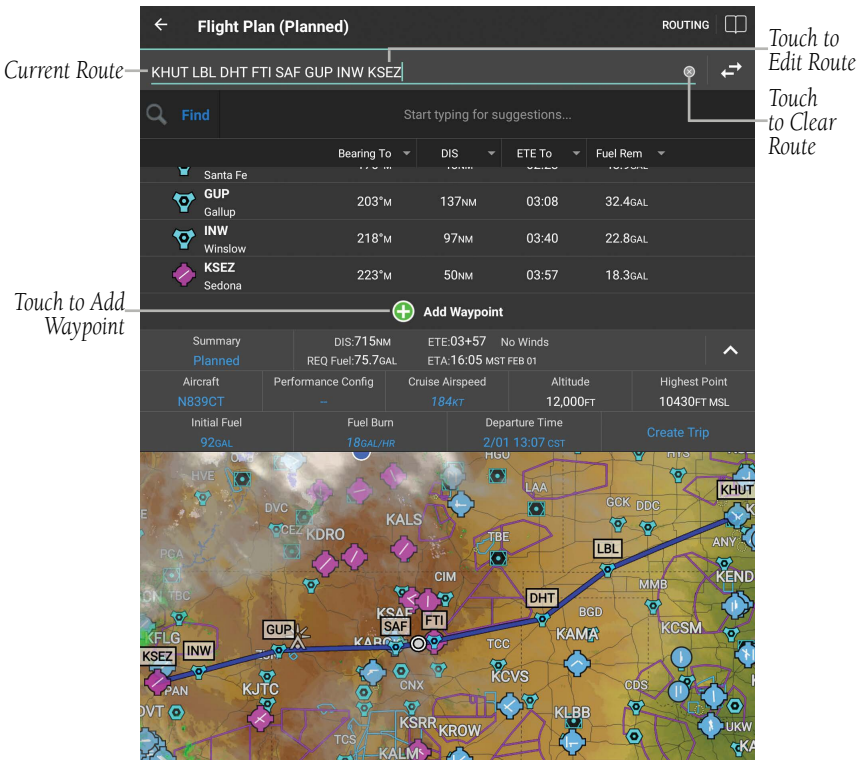 Flight Plan (Planned)
ROUTING
Touch to
Edit Route
Current Route
KHUT LBL DHT FTI SAF GUP INW KSEZ
Touch
to Clear
Route
Find
Start typing for suggestions...
Bearing To DIS ETE To Fuel Rem
Santa Fe
GUP
Gallup
203°M 137NM 03:08 32.4GAL
INW
Winslow
218°M 97NM 03:40 22.8GAL
KSEZ
Sedona
223°M 50NM 03:57 18.3GAL
Touch to Add
Waypoint
Add Waypoint
Summary
Planned
DIS:715NM ETE:03+57 No Winds
REQ Fuel:75.7GAL ETA:16:05 MST FEB 01
Aircraft Performance Config Cruise Airspeed Altitude Highest Point
N839CT -- 184KT 12,000FT 10430FT MSL
Initial Fuel Fuel Burn Departure Time
92GAL 18GAL/HR 2/01 13:07 CST
Create Trip
HGU
HYS
HVE
LAA
KHUT
DVC
GCK DDC
KALS
CEZ
KDRO
TBE
ANY
LBL
PGA
CIM
KEND
MMB
TBC
DHT
BGD
KSAF
FTI
SAF
GUP
KAMA
KCSM
KFLG
INW
KSEZ
TCC
KCVS
PAN
KJTC
CNX
CDS
KLBB
KSRR
KROW
UKW
TCS
KALM